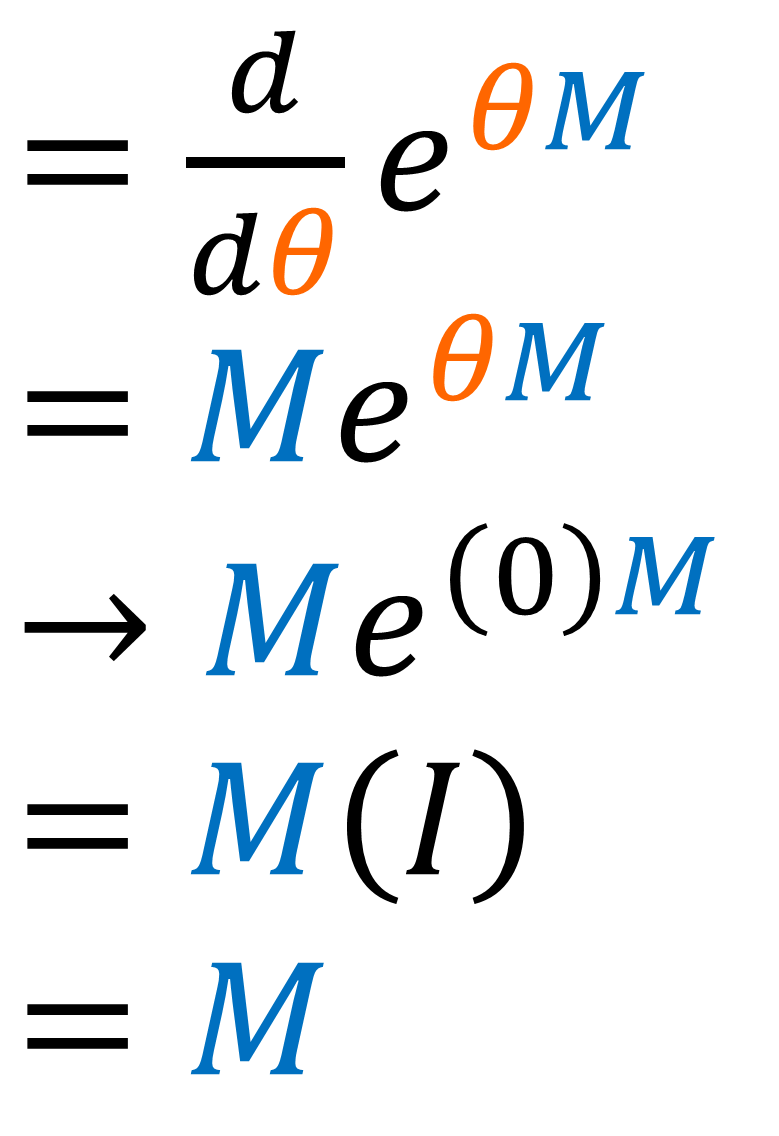 = d/dθ e^{θM}
= Me^{θM}
→ Me^{(0)M}
= M(I)
= M